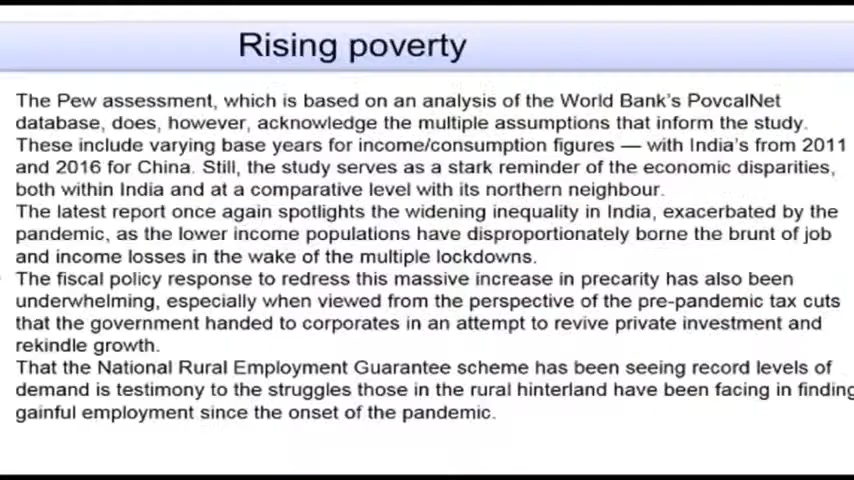 Rising poverty
The Pew assessment, which is based on an analysis of the World Bank's PovcalNet
database, does, however, acknowledge the multiple assumptions that inform the study.
These include varying base years for income/consumption figures — with India's from 2011
and 2016 for China. Still, the study serves as a stark reminder of the economic disparities,
both within India and at a comparative level with its northern neighbour.
The latest report once again spotlights the widening inequality in India, exacerbated by the
pandemic, as the lower income populations have disproportionately borne the brunt of job
and income losses in the wake of the multiple lockdowns.
The fiscal policy response to redress this massive increase in precarity has also been
underwhelming, especially when viewed from the perspective of the pre-pandemic tax cuts
that the government handed to corporates in an attempt to revive private investment and
rekindle growth.
That the National Rural Employment Guarantee scheme has been seeing record levels of
demand is testimony to the struggles those in the rural hinterland have been facing in finding
gainful employment since the onset of the pandemic.